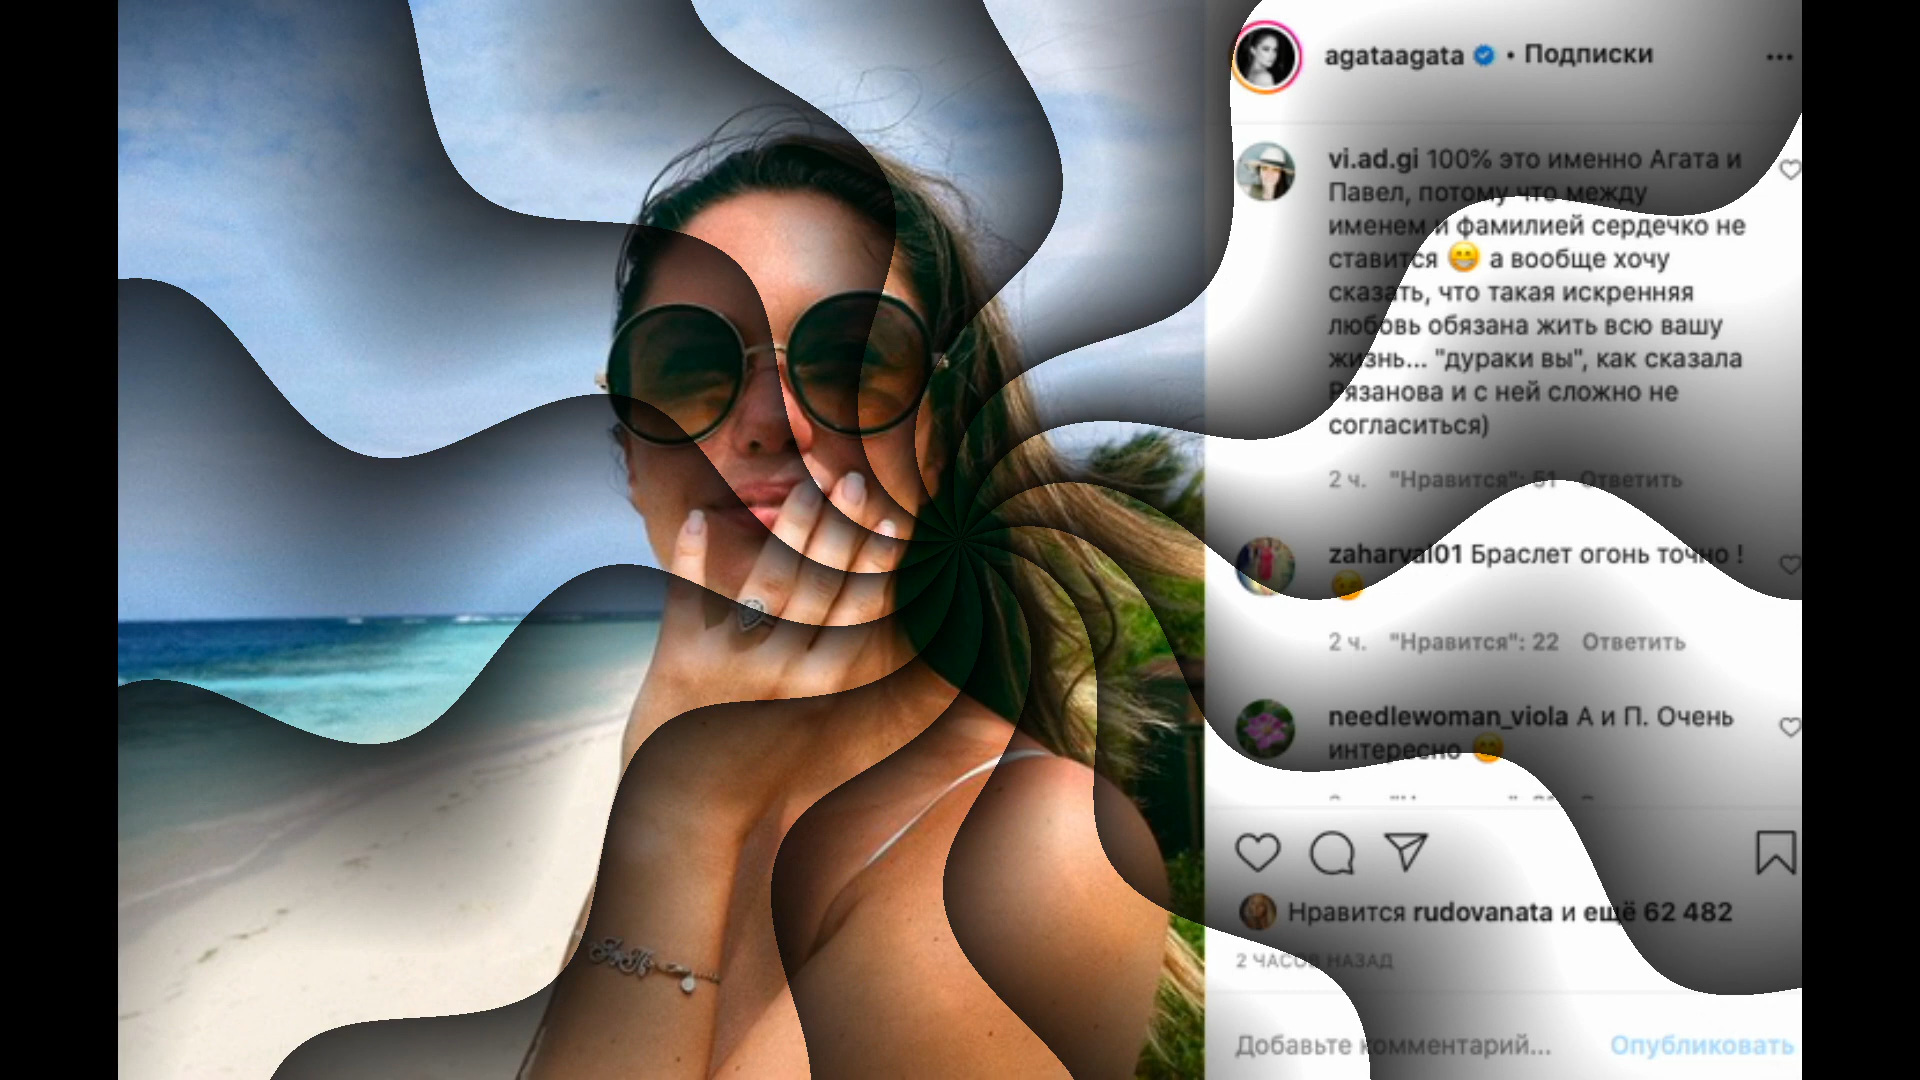 agataagata • Подписки
vi.ad.gi 100% это именно Агата и
Павел, потому что между
именем и фамилией сердечко не
ставится 😁 а вообще хочу
сказать, что такая искренняя
любовь обязана жить всю вашу
жизнь... "дураки вы", как сказала
Рязанова и с ней сложно не
согласиться)
2 ч. "Нравится": 51 Ответить
zaharval01 Браслет огонь точно !
2 ч. "Нравится": 22 Ответить
needlewoman_viola А и П. Очень
интересно 😊
Нравится rudovanata и ещё 62 482
2 ЧАСОВ НАЗАД
Добавьте комментарий...
Опубликовать